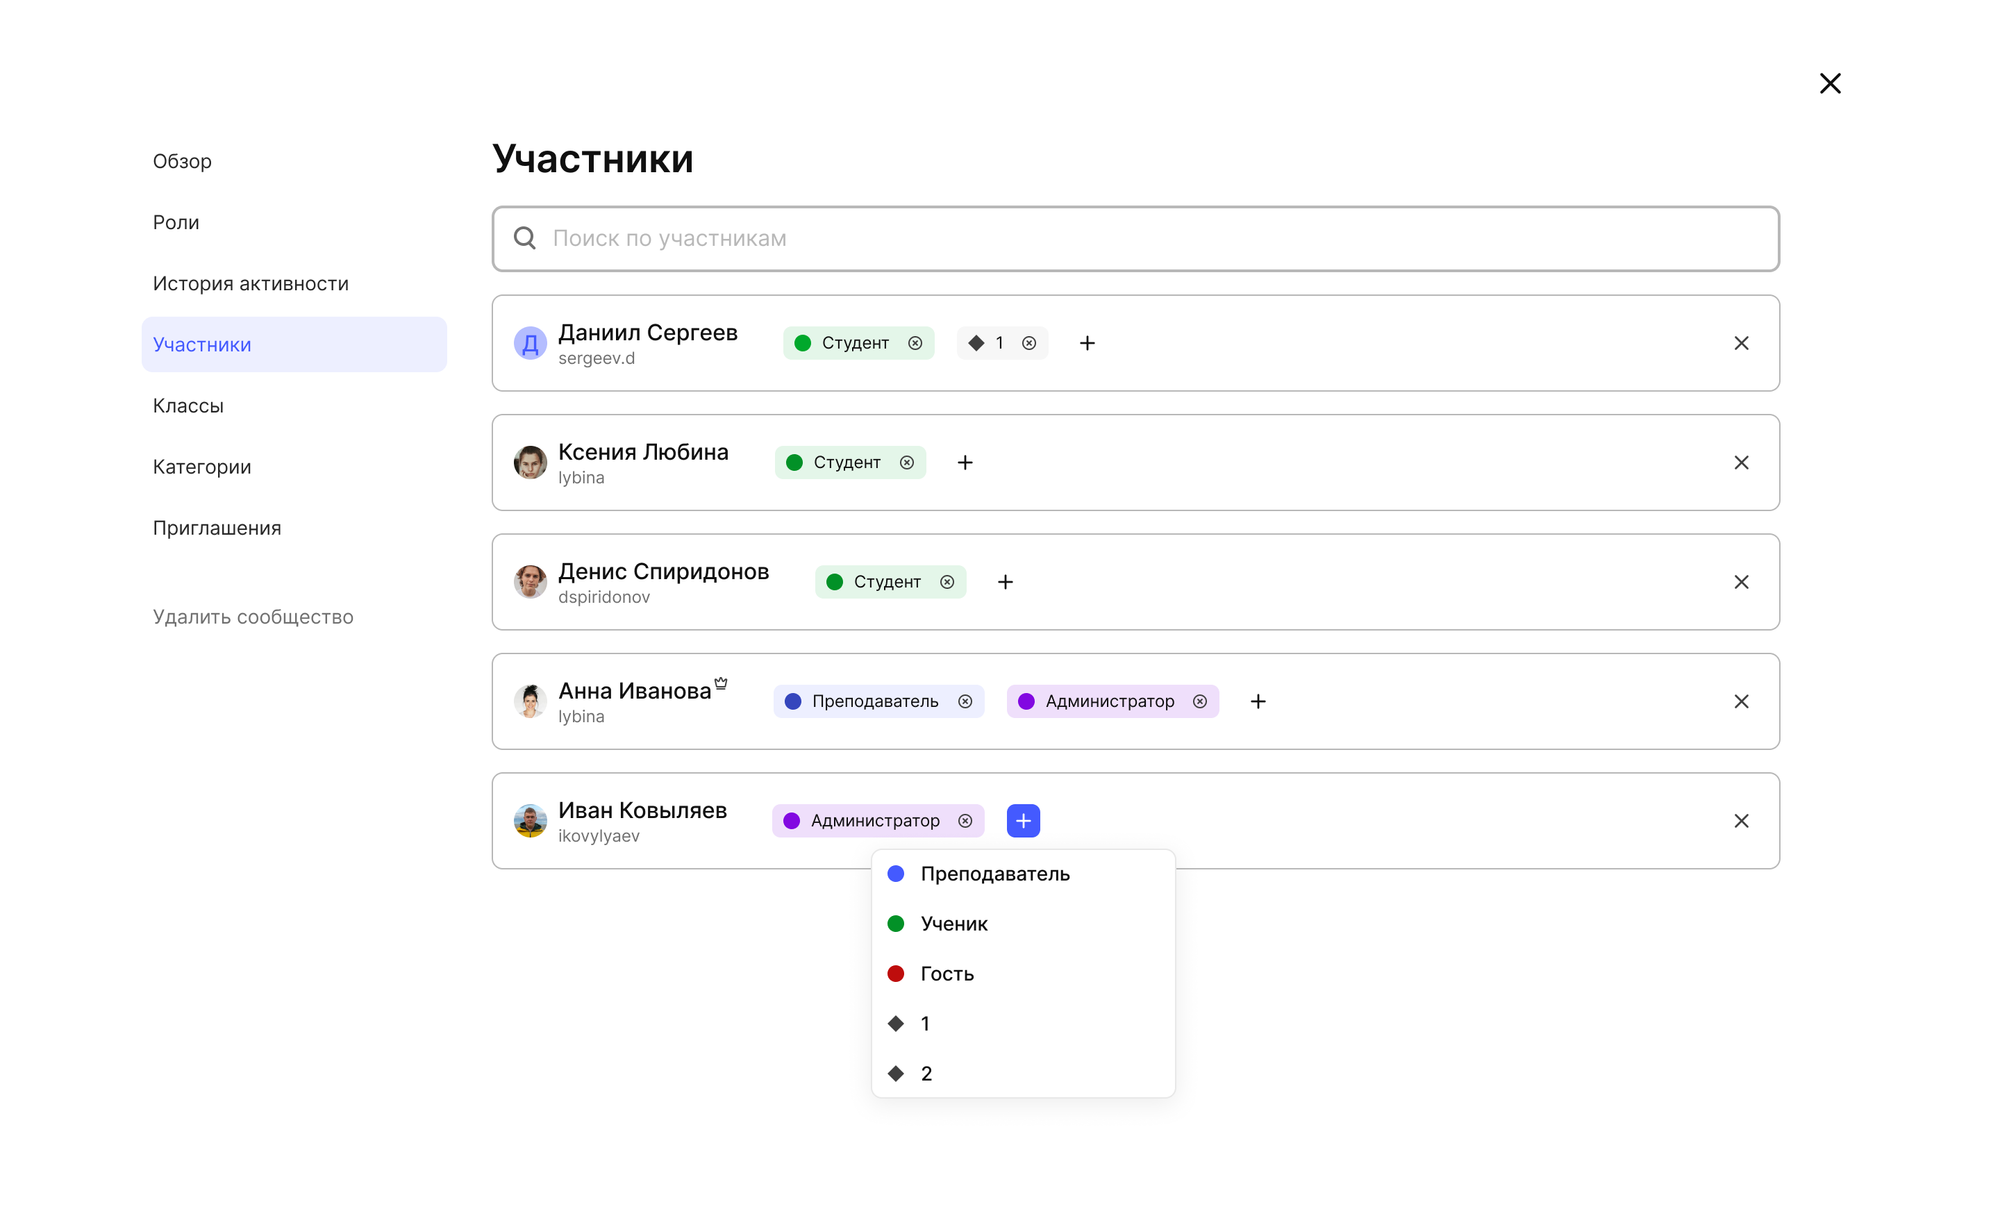 Обзор
Роли
История активности
Участники
Классы
Категории
Приглашения
Удалить сообщество
Участники
Поиск по участникам
Д
Даниил Сергеев
sergeev.d
Студент
1
Ксения Любина
lybina
Студент
Денис Спиридонов
dspiridonov
Студент
Анна Иванова
lybina
Преподаватель
Администратор
Иван Ковыляев
ikovylyaev
Администратор
Преподаватель
Ученик
Гость
1
2